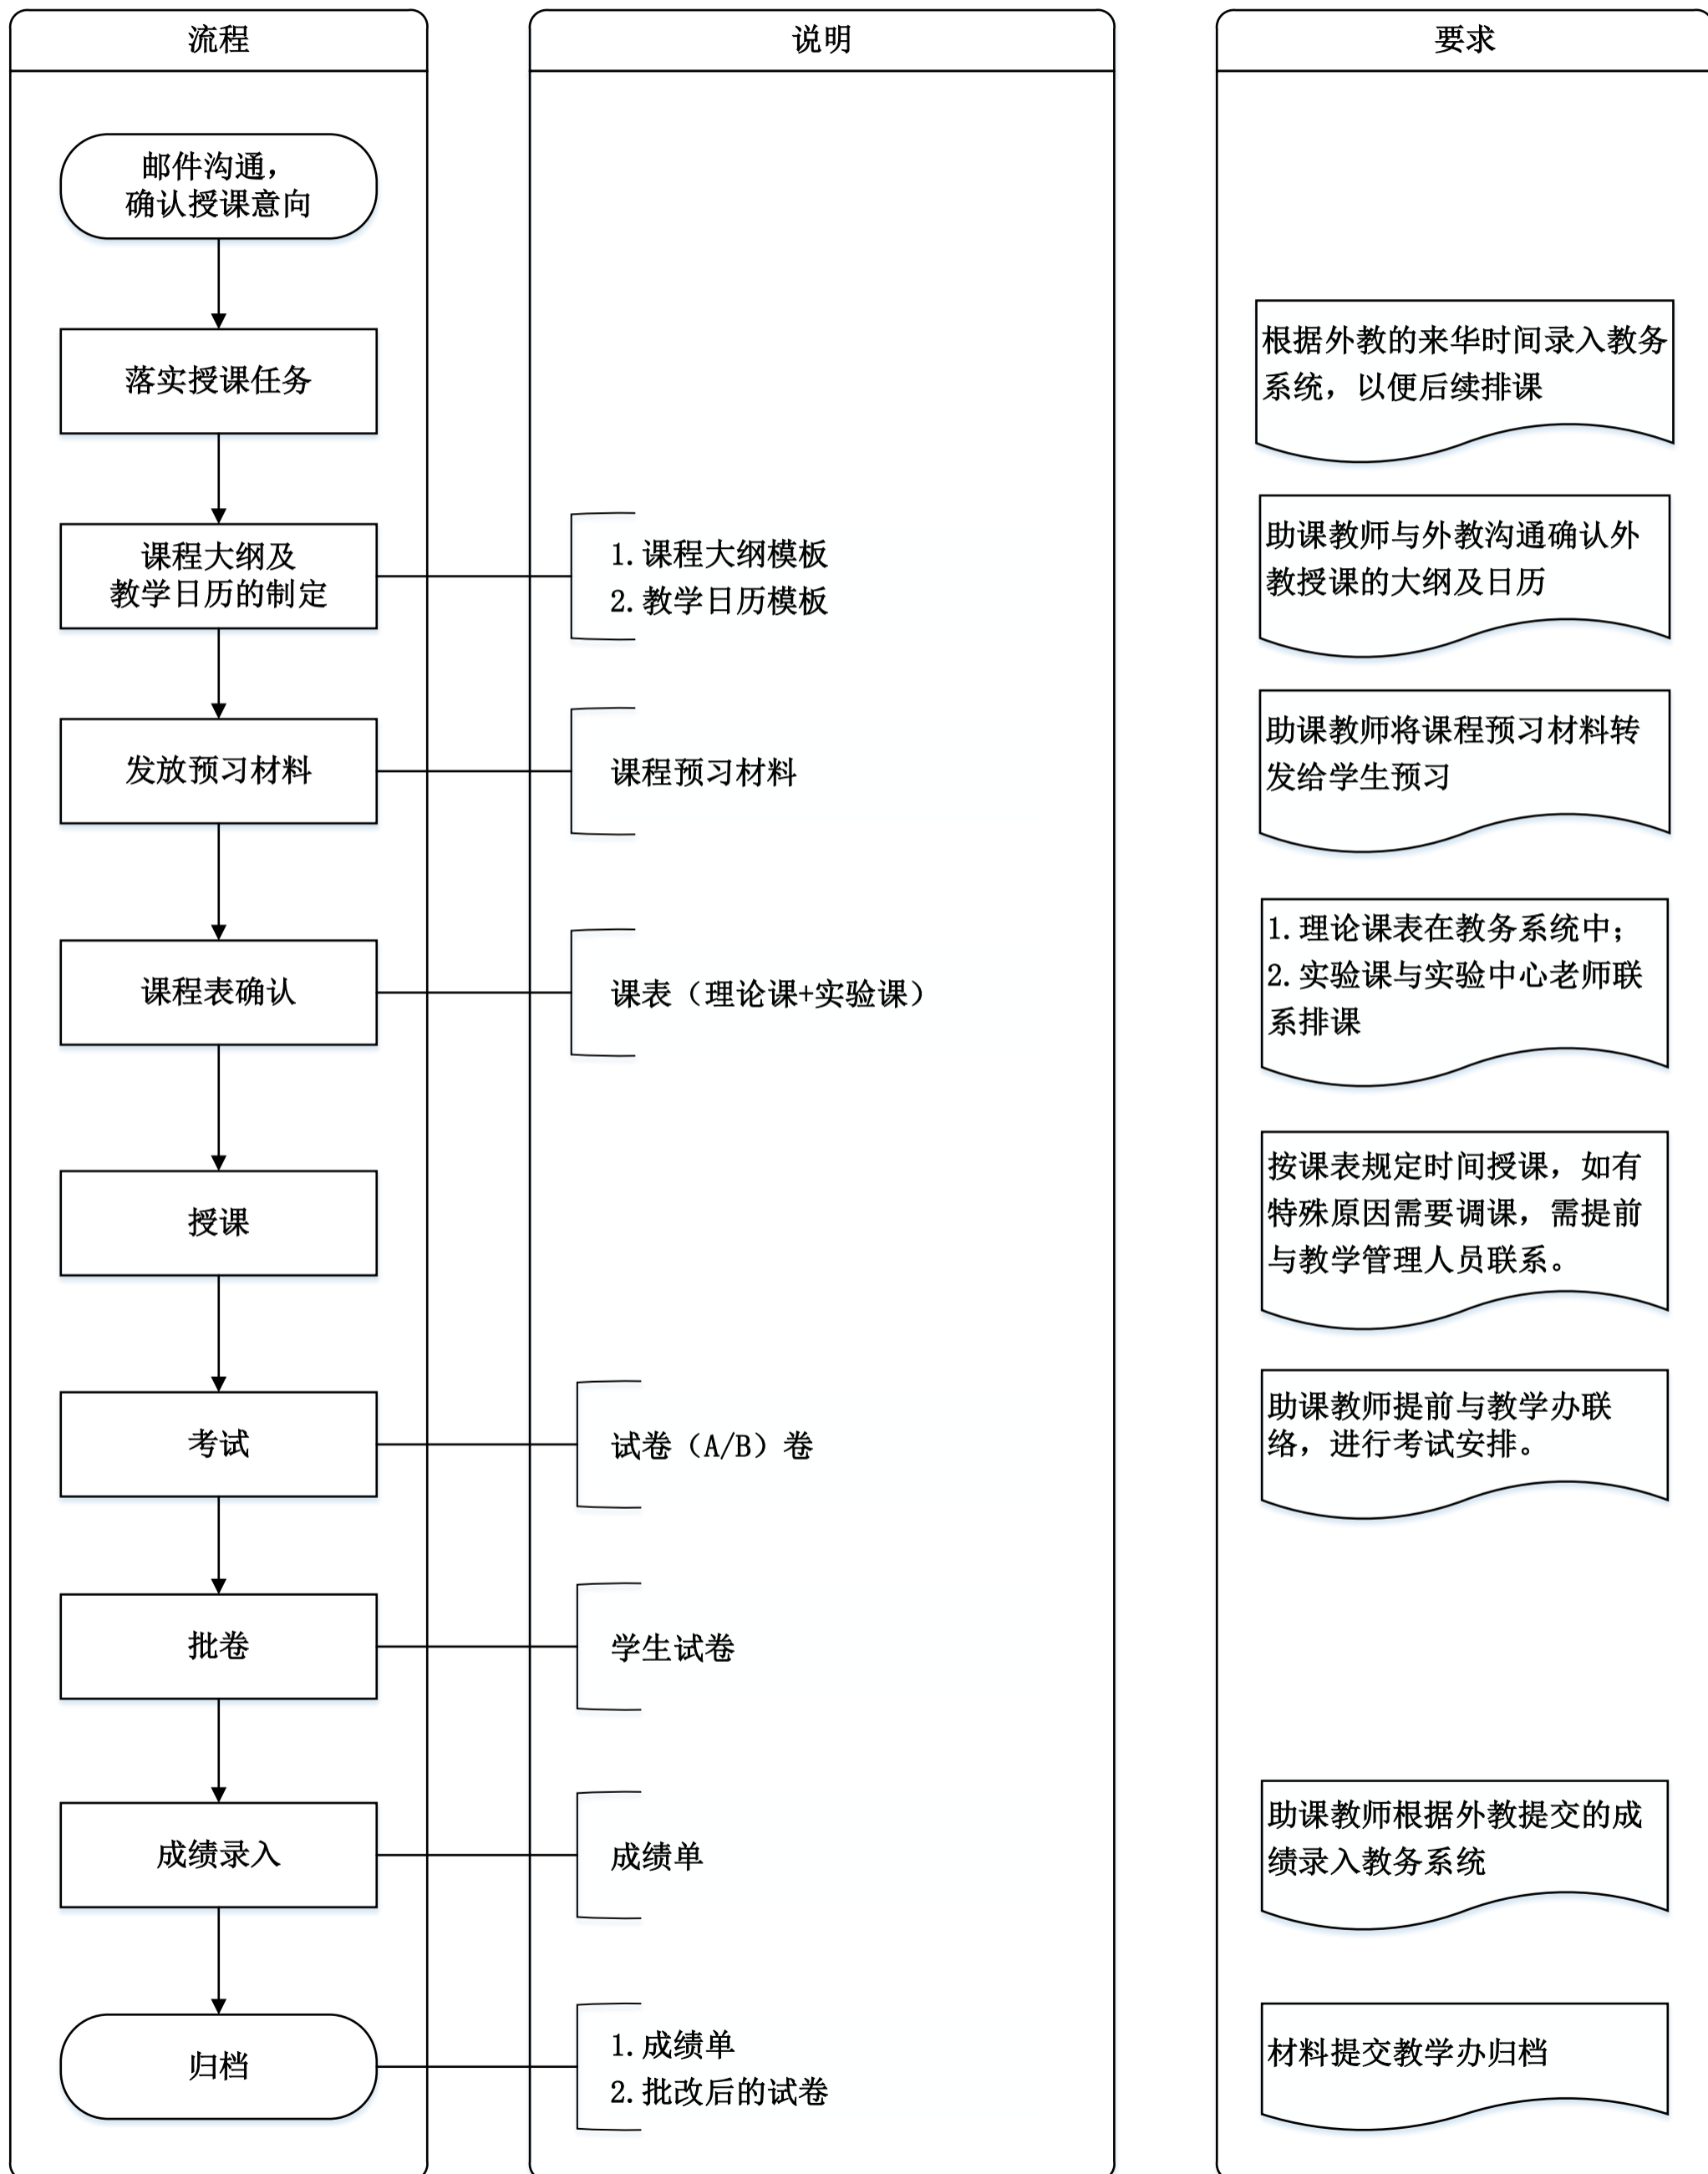 流程
说明
要求
邮件沟通，
确认授课意向
落实授课任务
根据外教的来华时间录入教务
系统，以便后续排课
课程大纲及
教学日历的制定
1.课程大纲模板
2.教学日历模板
助课教师与外教沟通确认外
教授课的大纲及日历
发放预习材料
课程预习材料
助课教师将课程预习材料转
发给学生预习
课程表确认
课表（理论课+实验课）
1.理论课表在教务系统中；
2.实验课与实验中心老师联
系排课
授课
按课表规定时间授课，如有
特殊原因需要调课，需提前
与教学管理人员联系。
考试
试卷（A/B）卷
助课教师提前与教学办联
络，进行考试安排。
批卷
学生试卷
成绩录入
成绩单
助课教师根据外教提交的成
绩录入教务系统
归档
1.成绩单
2.批改后的试卷
材料提交教学办归档